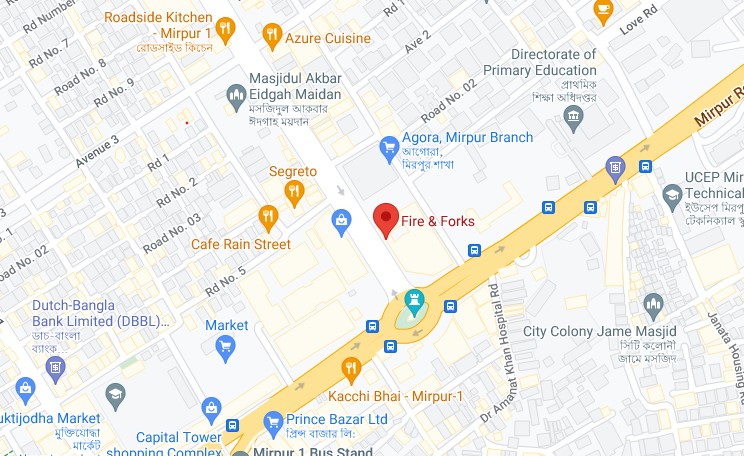 Roadside Kitchen
- Mirpur 1
রোডসাইড কিচেন
Azure Cuisine
Rd No. 2
Rd No. 1
Love Rd
Road No. 7
Road No. 8
Road No. 9
Masjidul Akbar
Eidgah Maidan
মসজিদুল আকবার
ঈদগাহ ময়দান
Directorate of
Primary Education
প্রাথমিক
শিক্ষা অধিদপ্তর
Road No. 02
Mirpur Ro
Avenue 3
Rd 1
Agora, Mirpur Branch
আগোরা,
মিরপুর শাখা
Segreto
Rd No. 2
Road No. 03
Cafe Rain Street
Fire & Forks
UCEP Mir
Technical
ইউসেপ মিরপু
টেকনিক্যাল স্কু
Road No. 02
Rd No. 5
Dutch-Bangla
Bank Limited (DBBL)...
ডাচ-বাংলা
ব্যাংক...
Market
Dr Amanat Khan Hospital Rd
City Colony Jame Masjid
সিটি কলোনী
জামে মসজিদ
Janata Housing
Kacchi Bhai - Mirpur-1
uktijodha Market
মুক্তিযোদ্ধা
মার্কেট
Prince Bazar Ltd
প্রিন্স বাজার লি:
Capital Tower
shopping Complex
Mirpur 1 Bus Stand